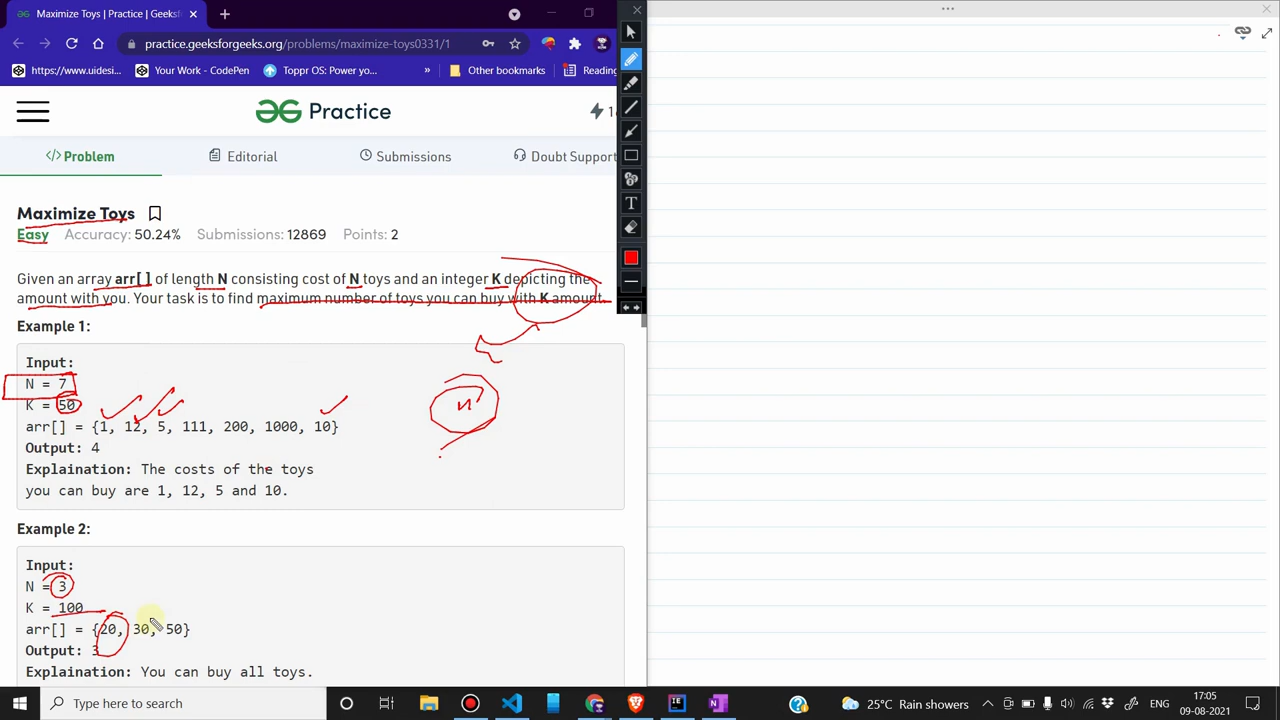 Maximize Toys | Practice | Geek
practice.geeksforgeeks.org/problems/maximize-toys0331/1
https://www.uidesi...
Your Work - CodePen
Toppr OS: Power yo...
»
Other bookmarks
Reading
Practice
1
Problem
Editorial
Submissions
Doubt Support
Maximize Toys
Easy Accuracy: 50.24% Submissions: 12869 Points: 2
Given an array arr[ ] of length N consisting cost of N toys and an integer K depicting the
amount with you. Your task is to find maximum number of toys you can buy with K amount.
Example 1:
Input:
N = 7
K = 50
arr[] = {1, 12, 5, 111, 200, 1000, 10}
Output: 4
Explaination: The costs of the toys
you can buy are 1, 12, 5 and 10.
Example 2:
Input:
N = 3
K = 100
arr[] = {20, 30, 50}
Output: 3
Explaination: You can buy all toys.
Type here to search
25°C Rain showers
ENG
17:05
09-08-2021